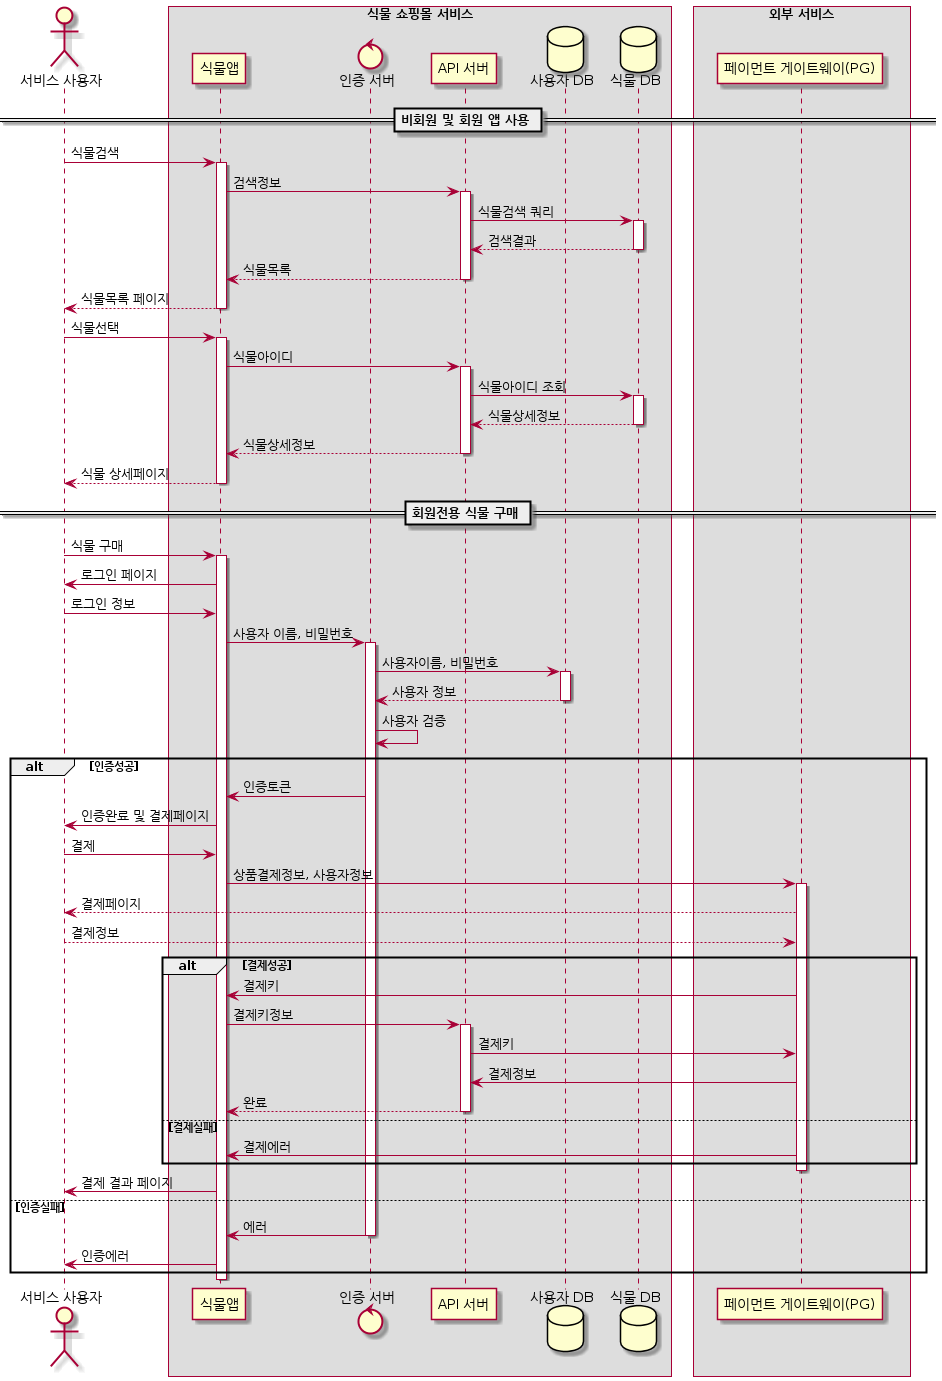 식물 쇼핑몰 서비스
외부 서비스
서비스 사용자
식물앱
인증 서버
API 서버
사용자 DB
식물 DB
페이먼트 게이트웨이(PG)
비회원 및 회원 앱 사용
식물검색
검색정보
식물검색 쿼리
검색결과
식물목록
식물목록 페이지
식물선택
식물아이디
식물아이디 조회
식물상세정보
식물상세정보
식물 상세페이지
회원전용 식물 구매
식물 구매
로그인 페이지
로그인 정보
사용자 이름, 비밀번호
사용자이름, 비밀번호
사용자 정보
사용자 검증
alt [인증성공]
인증토큰
인증완료 및 결제페이지
결제
상품결제정보, 사용자정보
결제페이지
결제정보
alt [결제성공]
결제키
결제키정보
결제키
결제정보
완료
[결제실패]
결제에러
결제 결과 페이지
[인증실패]
에러
인증에러
서비스 사용자
식물앱
인증 서버
API 서버
사용자 DB
식물 DB
페이먼트 게이트웨이(PG)